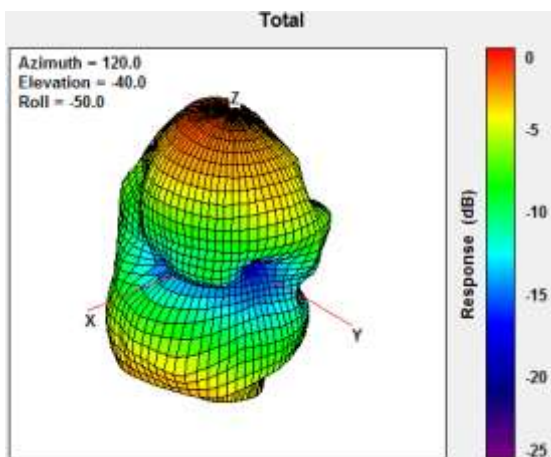 Total
Azimuth = 120.0
Elevation = -40.0
Roll = -50.0
Z
X
Y
0
-5
-10
-15
-20
-25
Response (dB)